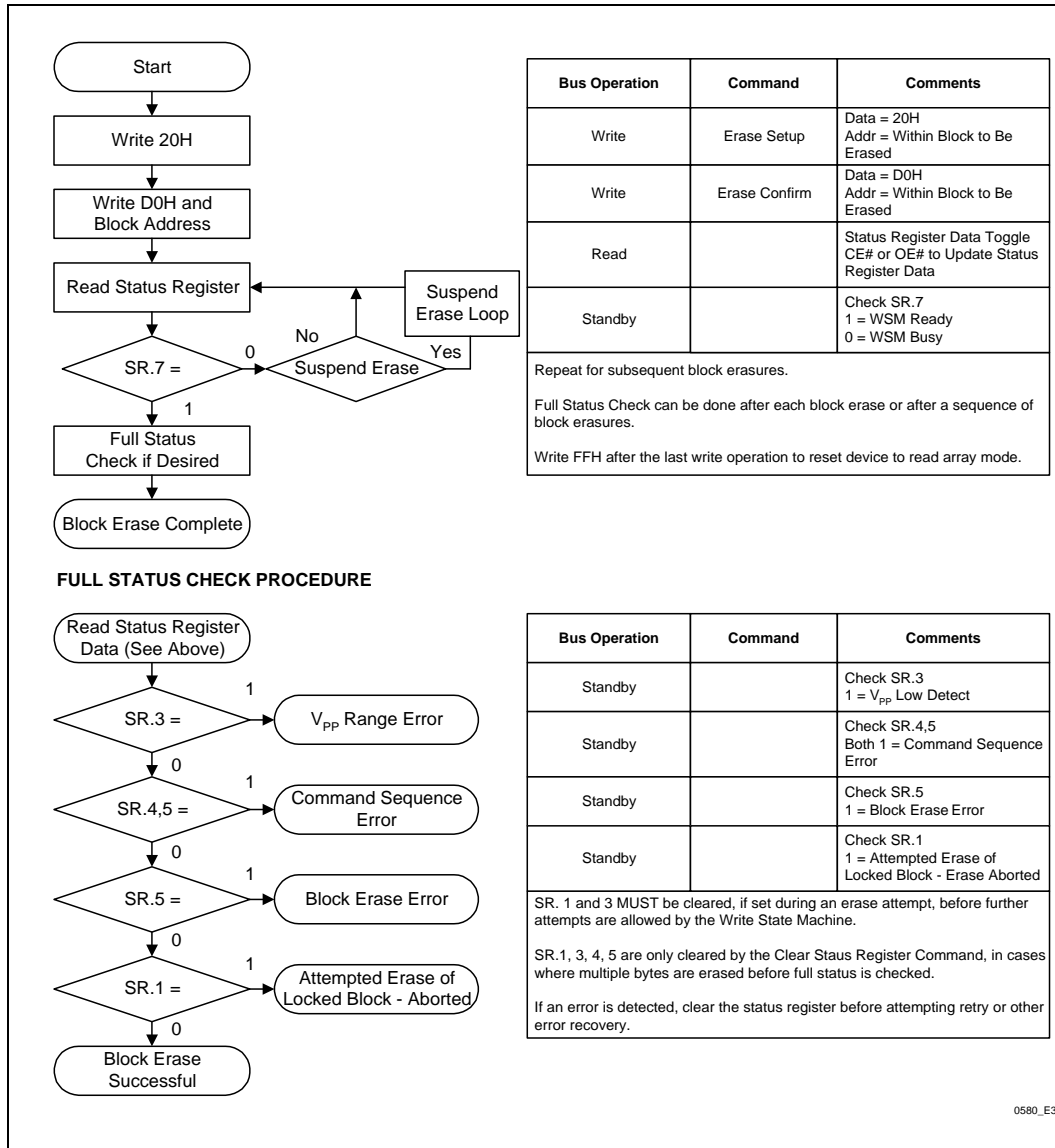 Start
Write 20H
Write D0H and
Block Address
Read Status Register
SR.7 =
0
1
No
Suspend Erase
Yes
Suspend
Erase Loop
Full Status
Check if Desired
Block Erase Complete
Bus Operation Command Comments
Write Erase Setup Data = 20H
Addr = Within Block to Be
Erased
Write Erase Confirm Data = D0H
Addr = Within Block to Be
Erased
Read Status Register Data Toggle
CE# or OE# to Update Status
Register Data
Standby Check SR.7
1 = WSM Ready
0 = WSM Busy
Repeat for subsequent block erasures.
Full Status Check can be done after each block erase or after a sequence of
block erasures.
Write FFH after the last write operation to reset device to read array mode.
FULL STATUS CHECK PROCEDURE
Read Status Register
Data (See Above)
SR.3 =
1
VPP Range Error
0
SR.4,5 =
1
Command Sequence
Error
0
SR.5 =
1
Block Erase Error
0
SR.1 =
1
Attempted Erase of
Locked Block - Aborted
0
Block Erase
Successful
Bus Operation Command Comments
Standby Check SR.3
1 = VPP Low Detect
Standby Check SR.4,5
Both 1 = Command Sequence
Error
Standby Check SR.5
1 = Block Erase Error
Standby Check SR.1
1 = Attempted Erase of
Locked Block - Erase Aborted
SR. 1 and 3 MUST be cleared, if set during an erase attempt, before further
attempts are allowed by the Write State Machine.
SR.1, 3, 4, 5 are only cleared by the Clear Staus Register Command, in cases
where multiple bytes are erased before full status is checked.
If an error is detected, clear the status register before attempting retry or other
error recovery.
0580_E3